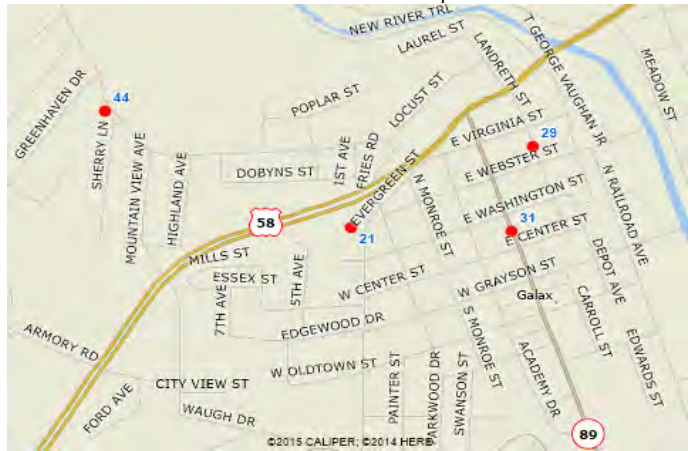 NEW RIVER TRL
LAUREL ST
LANDRETH ST
T GEORGE VAUGHAN JR
MEADOW ST
GREENHAVEN DR
44
POPLAR ST
LOCUST ST
SHERRY LN
MOUNTAIN VIEW AVE
HIGHLAND AVE
DOBYNS ST
1ST AVE
FRIES RD
EVERGREEN ST
E VIRGINIA ST
29
E WEBSTER ST
N MONROE ST
E WASHINGTON ST
N RAILROAD AVE
58
21
31
E CENTER ST
MILLS ST
ESSEX ST
5TH AVE
7TH AVE
W CENTER ST
W GRAYSON ST
DEPOT AVE
Galax
EDGEWOOD DR
S MONROE ST
CARROLL ST
EDWARDS ST
ARMORY RD
W OLDTOWN ST
ACADEMY DR
CITY VIEW ST
FORD AVE
WAUGH DR
PAINTER ST
PARKWOOD DR
SWANSON ST
89
©2015 CALIPER; ©2014 HERE